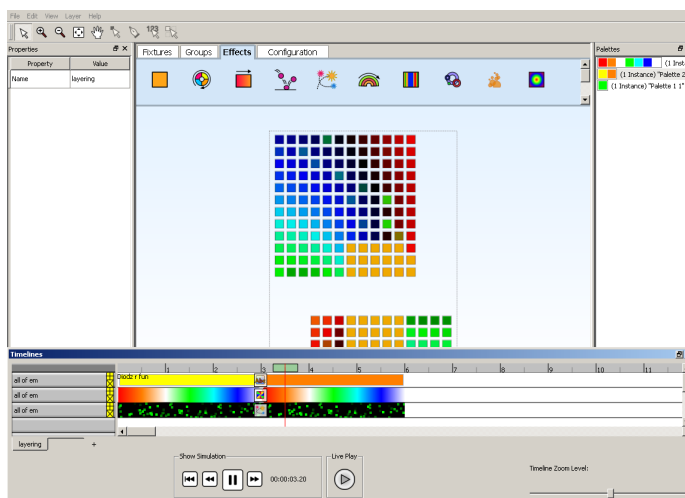 File Edit View Layer Help
123
Properties
Property Value
Name layering
Fixtures Groups Effects Configuration
Palettes
(1 Inst
(1 Instance) "Palette 2
(1 Instance) "Palette 1 1"
Timelines
1 2 3 4 5 6 7 8 9 10 11
all of em
Diodz r fun
all of em
all of em
layering +
Show Simulation
00:00:03.20
Live Play
Timeline Zoom Level: